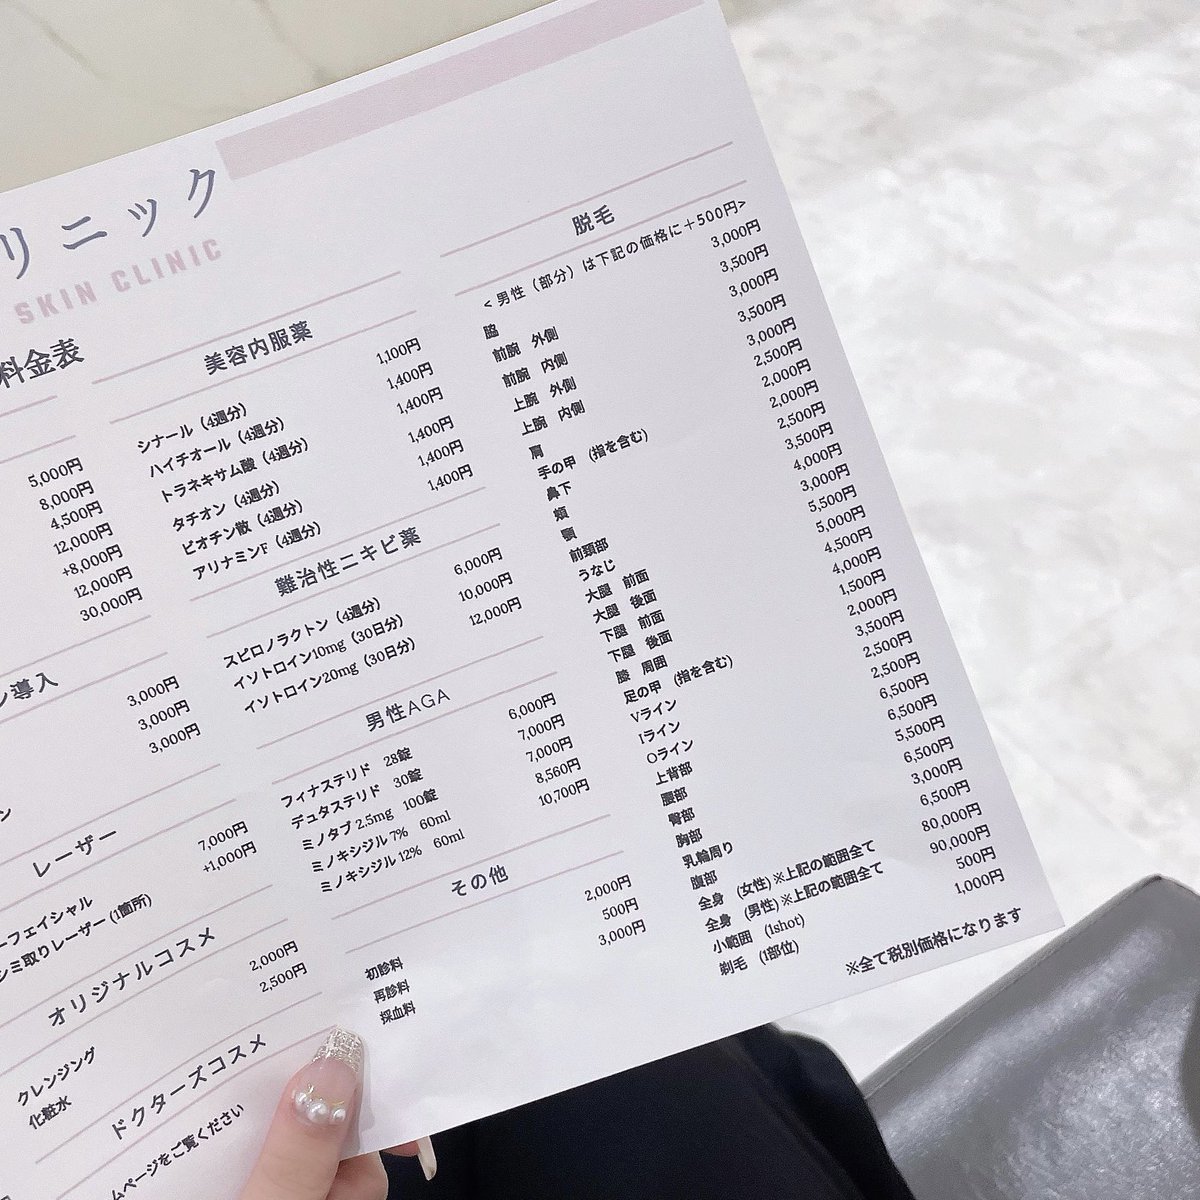 リニック
SKIN CLINIC
料金表
5,000円
8,000円
4,500円
12,000円
+8,000円
12,000円
30,000円
ン導入
3,000円
3,000円
3,000円
ン
レーザー
ーフェイシャル 7,000円
シミ取りレーザー (1箇所) +1,000円
オリジナルコスメ
クレンジング 2,000円
化粧水 2,500円
ドクターズコスメ
ムページをご覧ください
美容内服薬
シナール（4週分） 1,100円
ハイチオール（4週分） 1,400円
トラネキサム酸（4週分） 1,400円
タチオン（4週分） 1,400円
ビオチン散（4週分） 1,400円
アリナミンF（4週分） 1,400円
難治性ニキビ薬
スピロノラクトン（4週分） 6,000円
イソトロイン10mg（30日分） 10,000円
イソトロイン20mg（30日分） 12,000円
男性AGA
フィナステリド 28錠 6,000円
デュタステリド 30錠 7,000円
ミノタブ 2.5mg 100錠 7,000円
ミノキシジル 7% 60ml 8,560円
ミノキシジル 12% 60ml 10,700円
その他
初診料 2,000円
再診料 500円
採血料 3,000円
脱毛
<男性（部分）は下記の価格に＋500円>
脇 3,000円
前腕 外側 3,500円
前腕 内側 3,000円
上腕 外側 3,500円
上腕 内側 3,000円
肩 2,500円
手の甲 (指を含む) 2,000円
鼻下 2,000円
頬 2,500円
顎 3,500円
前頸部 4,000円
うなじ 3,000円
大腿 前面 5,500円
大腿 後面 5,000円
下腿 前面 4,500円
下腿 後面 4,000円
膝 周囲 1,500円
足の甲 (指を含む) 2,000円
Vライン 3,500円
Iライン 2,500円
Oライン 2,500円
上背部 6,500円
腰部 6,500円
臀部 5,500円
胸部 6,500円
乳輪周り 3,000円
腹部 6,500円
全身 (女性) ※上記の範囲全て 80,000円
全身 (男性) ※上記の範囲全て 90,000円
小範囲 (1shot) 500円
剃毛 (1部位) 1,000円
※全て税別価格になります